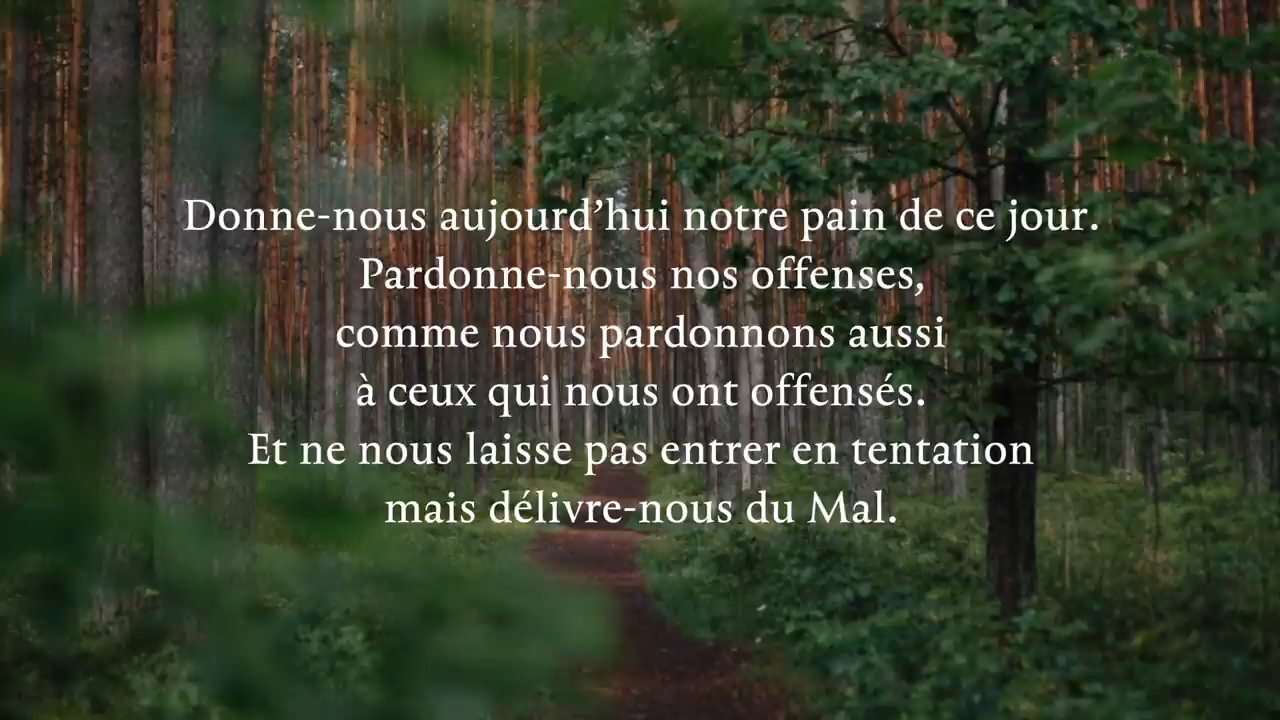 Donne-nous aujourd’hui notre pain de ce jour.
Pardonne-nous nos offenses,
comme nous pardonnons aussi
à ceux qui nous ont offensés.
Et ne nous laisse pas entrer en tentation
mais délivre-nous du Mal.